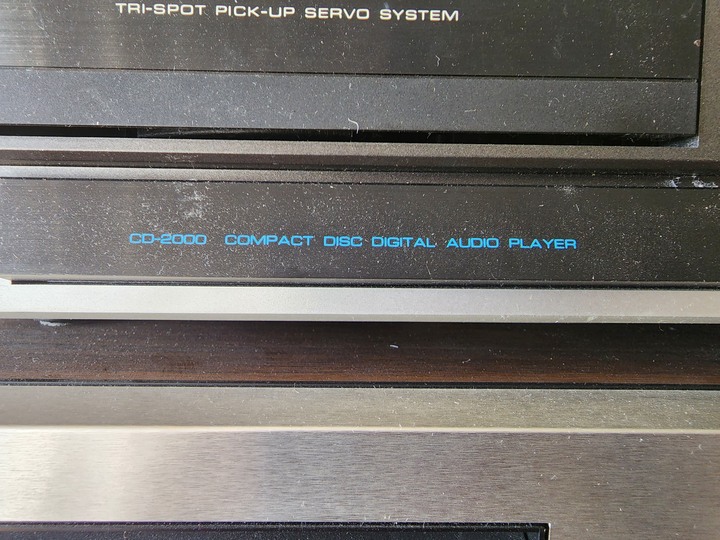 TRI-SPOT PICK-UP SERVO SYSTEM
CD-2000 COMPACT DISC DIGITAL AUDIO PLAYER